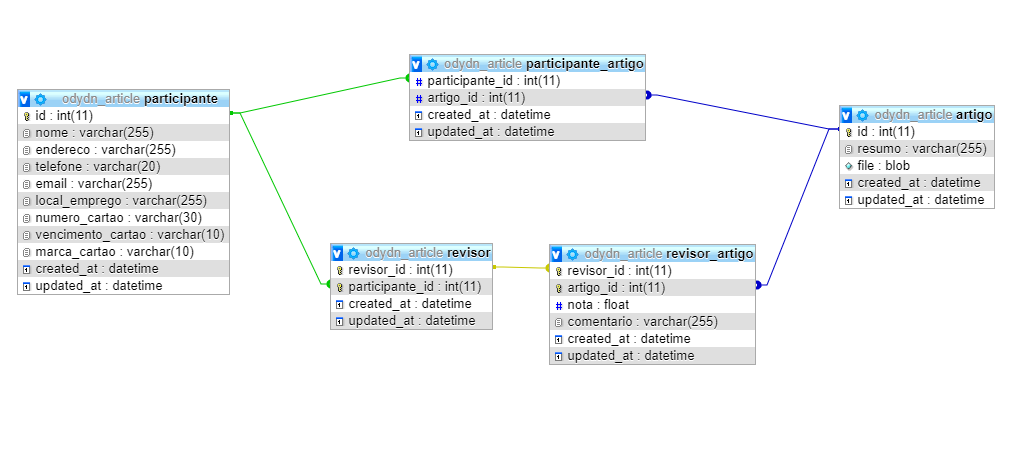 odydn_article participante
id : int(11)
nome : varchar(255)
endereco : varchar(255)
telefone : varchar(20)
email : varchar(255)
local_emprego : varchar(255)
numero_cartao : varchar(30)
vencimento_cartao : varchar(10)
marca_cartao : varchar(10)
created_at : datetime
updated_at : datetime
odydn_article participante_artigo
participante_id : int(11)
artigo_id : int(11)
created_at : datetime
updated_at : datetime
odydn_article revisor
revisor_id : int(11)
participante_id : int(11)
created_at : datetime
updated_at : datetime
odydn_article revisor_artigo
revisor_id : int(11)
artigo_id : int(11)
nota : float
comentario : varchar(255)
created_at : datetime
updated_at : datetime
odydn_article artigo
id : int(11)
resumo : varchar(255)
file : blob
created_at : datetime
updated_at : datetime